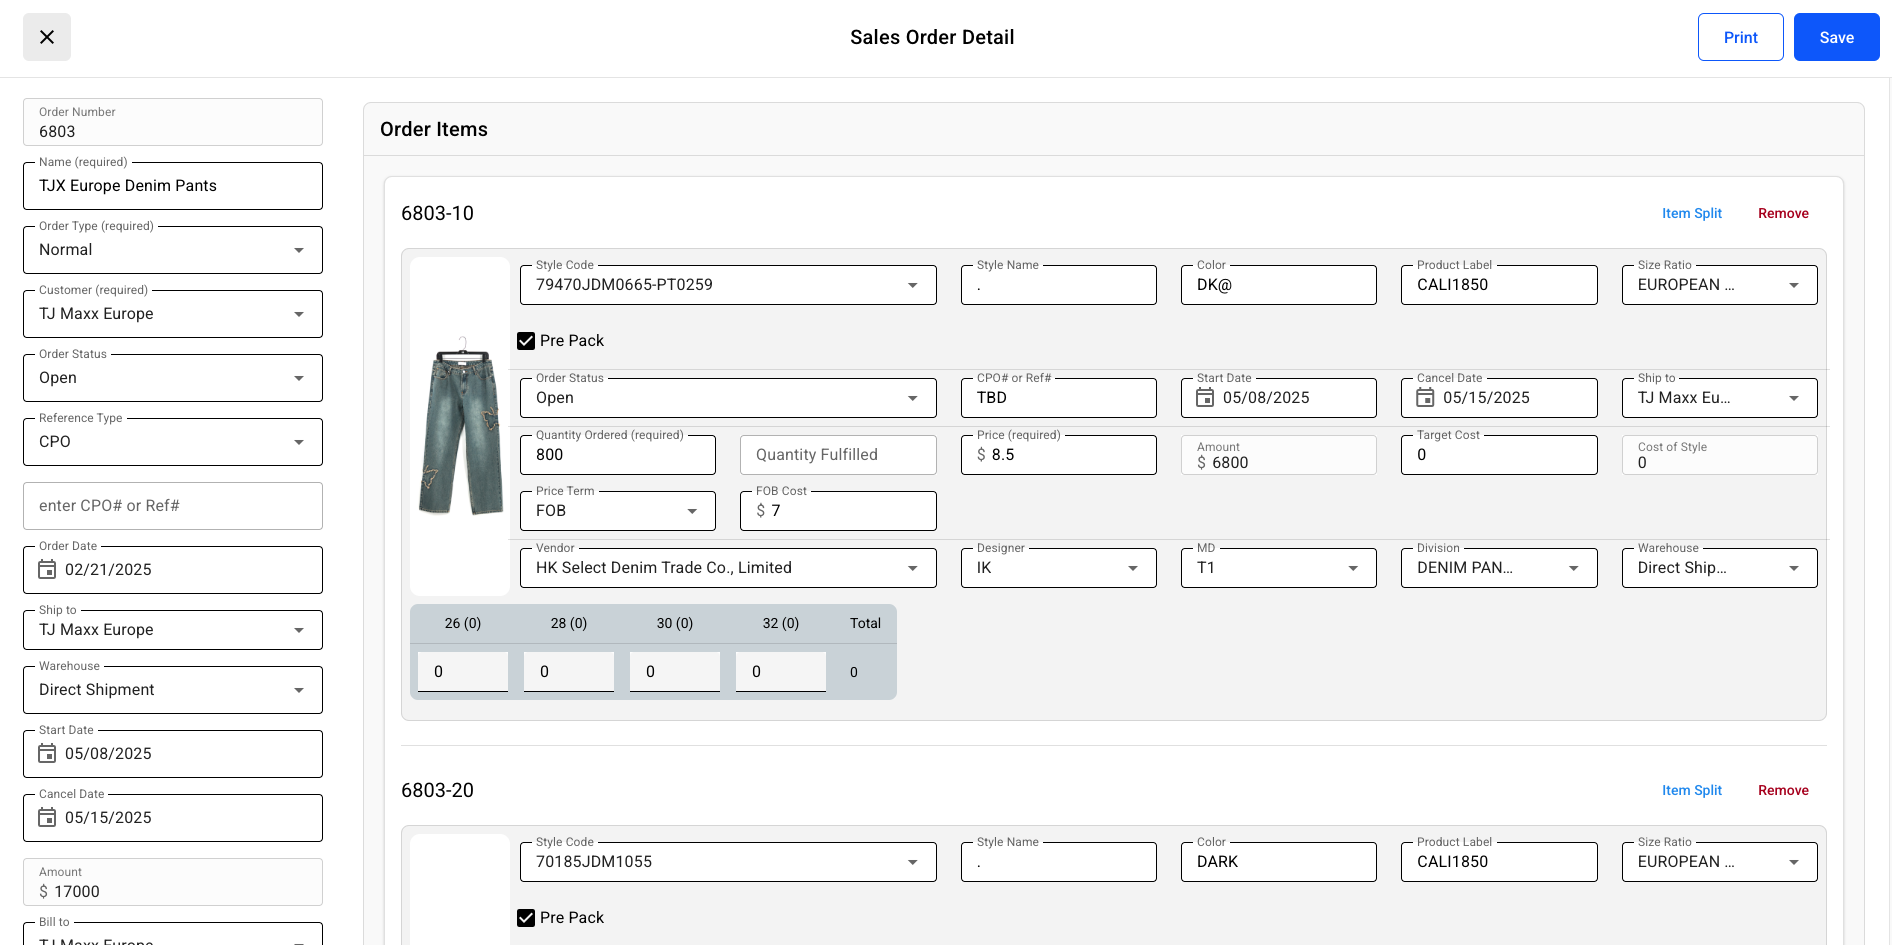 Sales Order Detail
Print
Save
Order Number
6803
Name (required)
TJX Europe Denim Pants
Order Type (required)
Normal
Customer (required)
TJ Maxx Europe
Order Status
Open
Reference Type
CPO
enter CPO# or Ref#
Order Date
02/21/2025
Ship to
TJ Maxx Europe
Warehouse
Direct Shipment
Start Date
05/08/2025
Cancel Date
05/15/2025
Amount
$ 17000
Bill to
TJ Maxx Europe
Order Items
6803-10
Item Split
Remove
Style Code
79470JDM0665-PT0259
Style Name
.
Color
DK@
Product Label
CALI1850
Size Ratio
EUROPEAN ...
Pre Pack
Order Status
Open
CPO# or Ref#
TBD
Start Date
05/08/2025
Cancel Date
05/15/2025
Ship to
TJ Maxx Eu...
Quantity Ordered (required)
800
Quantity Fulfilled
Price (required)
$ 8.5
Amount
$ 6800
Target Cost
0
Cost of Style
0
Price Term
FOB
FOB Cost
$ 7
Vendor
HK Select Denim Trade Co., Limited
Designer
IK
MD
T1
Division
DENIM PAN...
Warehouse
Direct Ship...
26 (0) 28 (0) 30 (0) 32 (0) Total
0 0 0 0 0
6803-20
Item Split
Remove
Style Code
70185JDM1055
Style Name
.
Color
DARK
Product Label
CALI1850
Size Ratio
EUROPEAN ...
Pre Pack